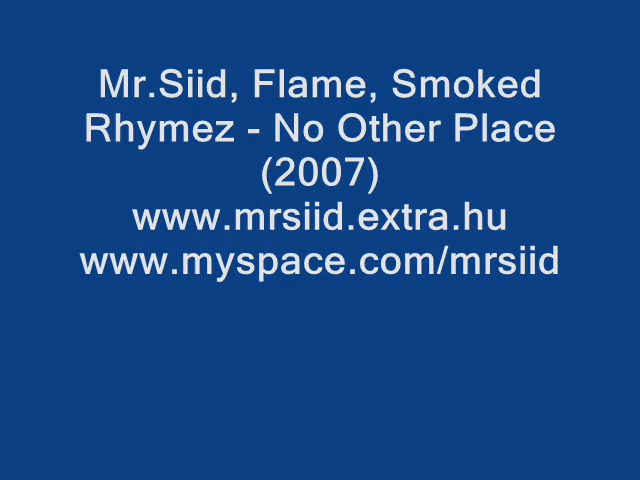 Mr.Siid, Flame, Smoked
Rhymez - No Other Place
(2007)
www.mrsiid.extra.hu
www.myspace.com/mrsiid